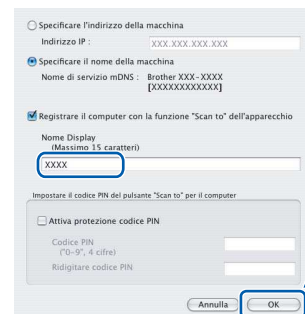 Specificare l'indirizzo della macchina
Indirizzo IP : XXX.XXX.XXX.XXX
Specificare il nome della macchina
Nome di servizio mDNS : Brother XXX-XXXX
[XXXXXXXXXXXX]
Registrare il computer con la funzione "Scan to" dell'apparecchio
Nome Display
(Massimo 15 caratteri)
XXXX
Impostare il codice PIN del pulsante "Scan to" per il computer
Attiva protezione codice PIN
Codice PIN
("0-9", 4 cifre)
Ridigitare codice PIN
Annulla OK